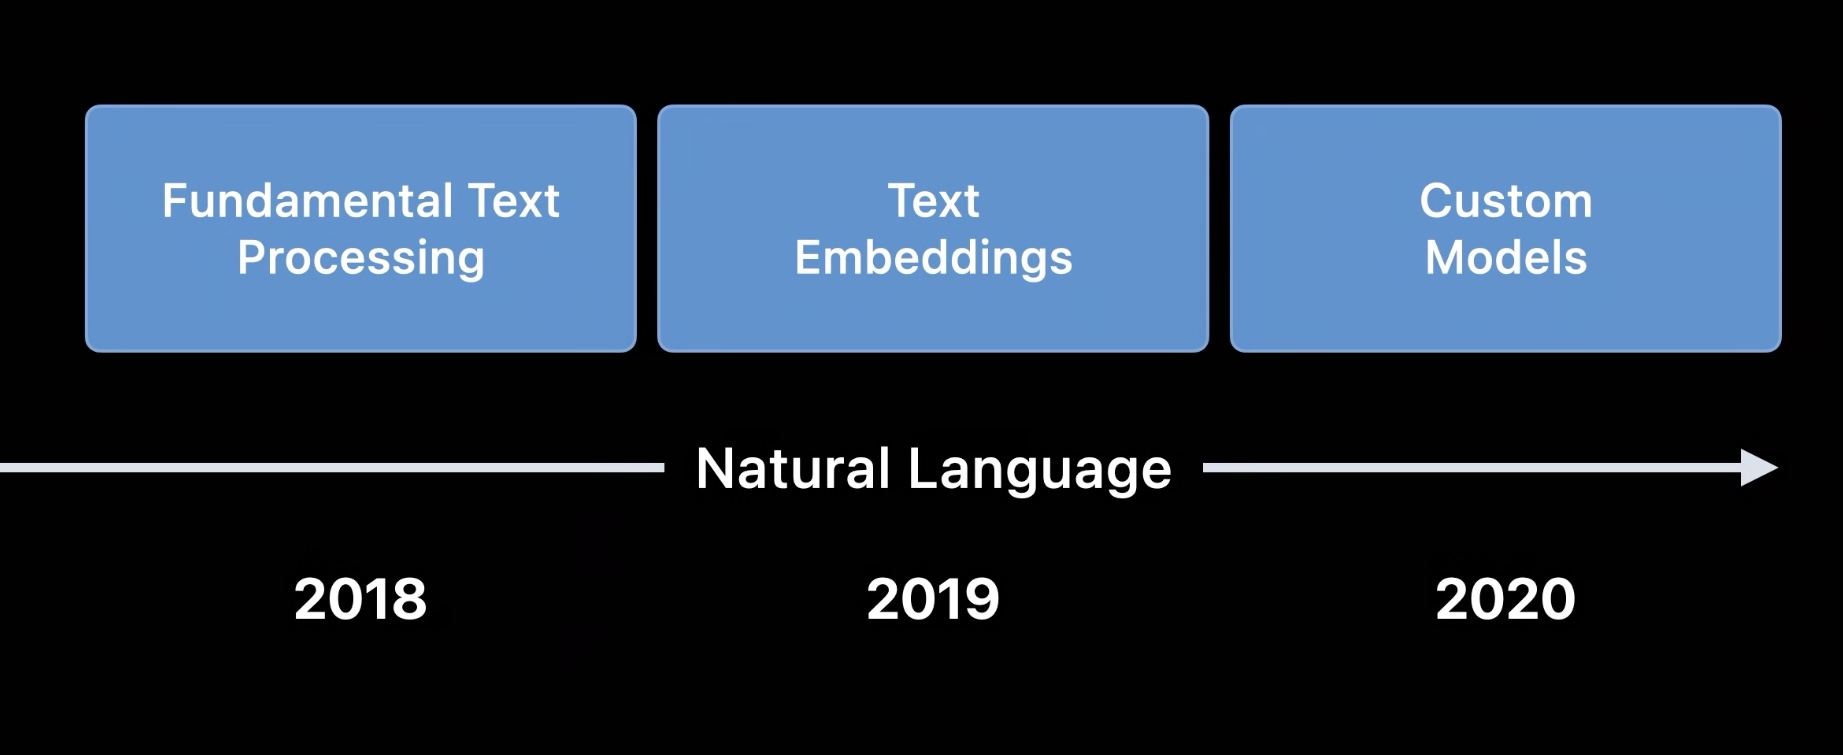 Fundamental Text
Processing
Text
Embeddings
Custom
Models
Natural Language
2018
2019
2020